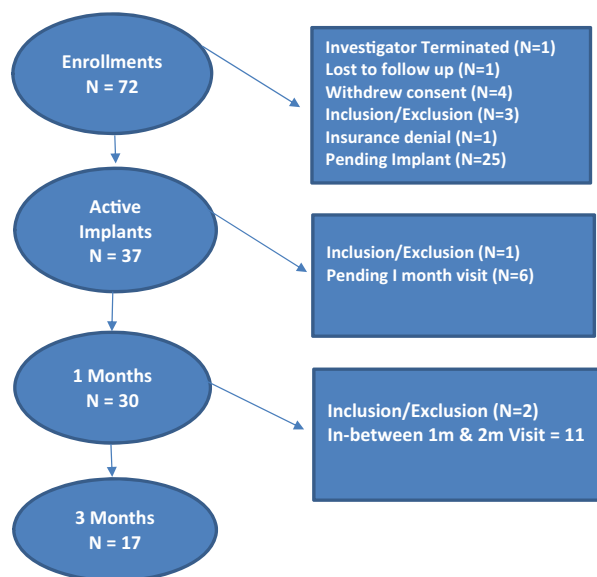 Enrollments
N = 72
Investigator Terminated (N=1)
Lost to follow up (N=1)
Withdrew consent (N=4)
Inclusion/Exclusion (N=3)
Insurance denial (N=1)
Pending Implant (N=25)
Active
Implants
N = 37
Inclusion/Exclusion (N=1)
Pending I month visit (N=6)
1 Months
N = 30
Inclusion/Exclusion (N=2)
In-between 1m & 2m Visit = 11
3 Months
N = 17